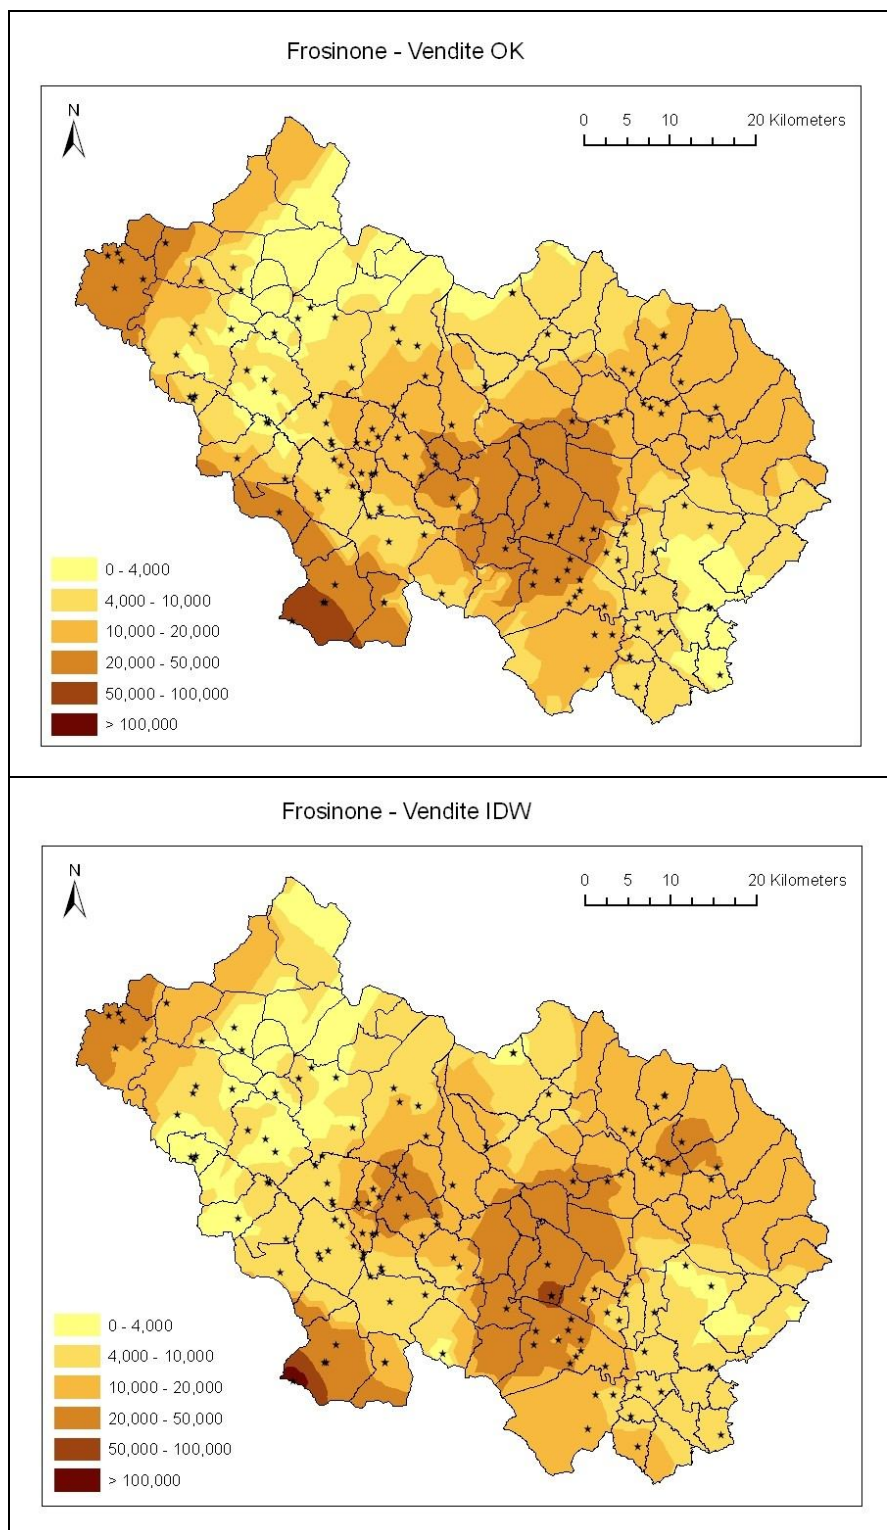 Frosinone - Vendite OK
N
0 5 10 20 Kilometers
0 - 4,000
4,000 - 10,000
10,000 - 20,000
20,000 - 50,000
50,000 - 100,000
> 100,000
Frosinone - Vendite IDW
N
0 5 10 20 Kilometers
0 - 4,000
4,000 - 10,000
10,000 - 20,000
20,000 - 50,000
50,000 - 100,000
> 100,000